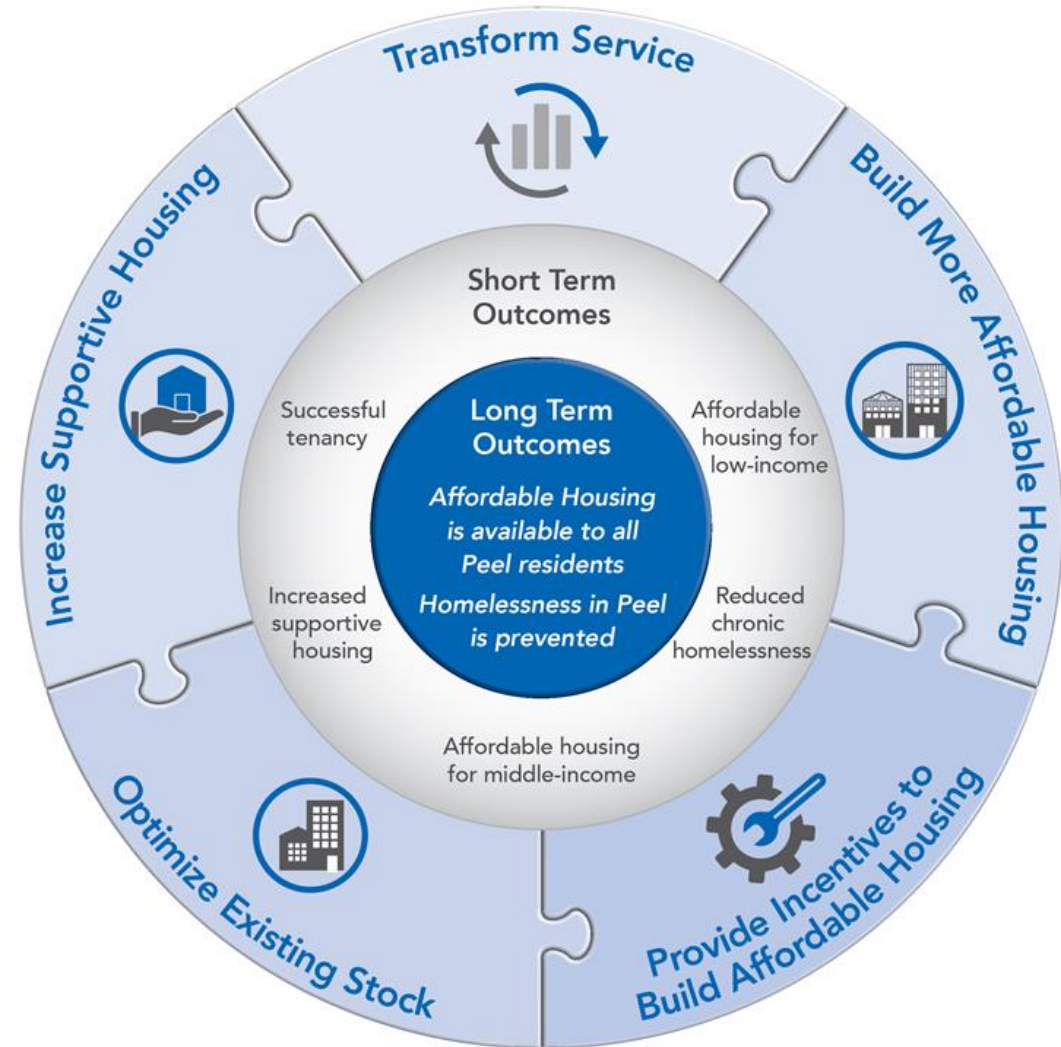 Transform Service
Build More Affordable Housing
Provide Incentives to
Build Affordable Housing
Optimize Existing Stock
Increase Supportive Housing
Short Term
Outcomes
Successful
tenancy
Affordable
housing for
low-income
Increased
supportive
housing
Reduced
chronic
homelessness
Affordable housing
for middle-income
Long Term
Outcomes
Affordable Housing
is available to all
Peel residents
Homelessness in Peel
is prevented